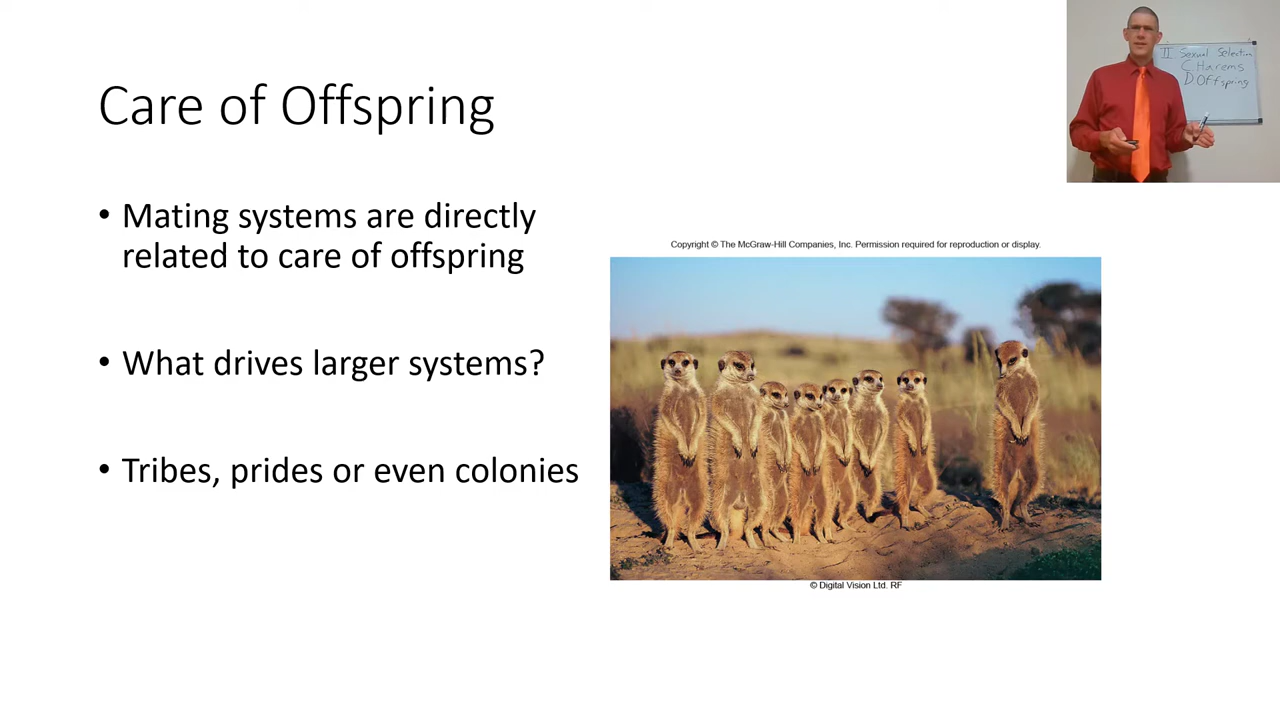 Care of Offspring
II Sexual Selection
C Harems
D Offspring
• Mating systems are directly
related to care of offspring
• What drives larger systems?
• Tribes, prides or even colonies
Copyright © The McGraw-Hill Companies, Inc. Permission required for reproduction or display.
© Digital Vision Ltd. RF